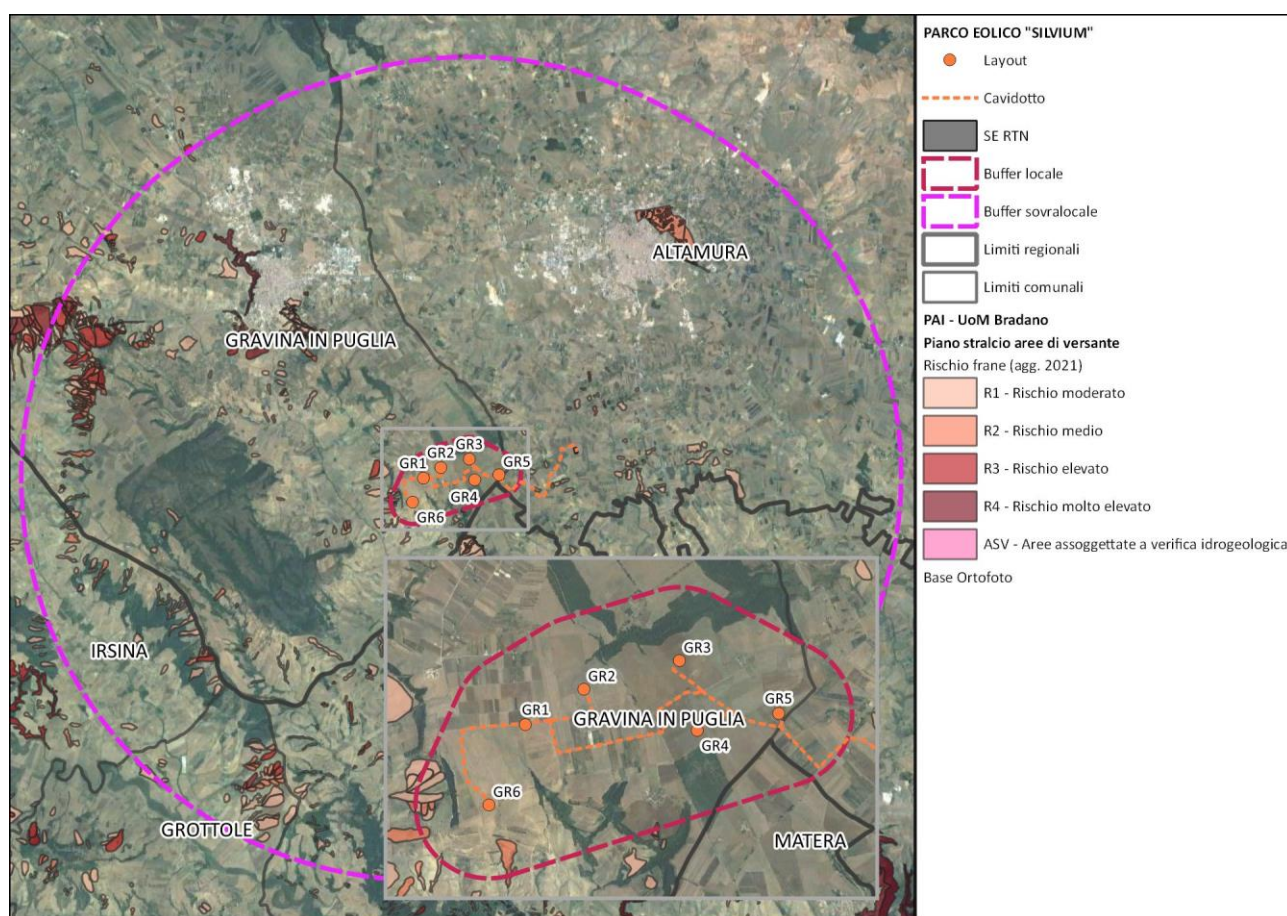 PARCO EOLICO "SILVIUM"
Layout
Cavidotto
SE RTN
Buffer locale
Buffer sovralocale
Limiti regionali
Limiti comunali
PAI - UoM Bradano
Piano stralcio aree di versante
Rischio frane (agg. 2021)
R1 - Rischio moderato
R2 - Rischio medio
R3 - Rischio elevato
R4 - Rischio molto elevato
ASV - Aree assoggettate a verifica idrogeologica
Base Ortofoto
ALTAMURA
GRAVINA IN PUGLIA
GR3
GR2
GR1
GR5
GR4
GR6
IRSINA
GROTTOLE
GR3
GR2
GR5
GR1
GRAVINA IN PUGLIA
GR4
GR6
MATERA